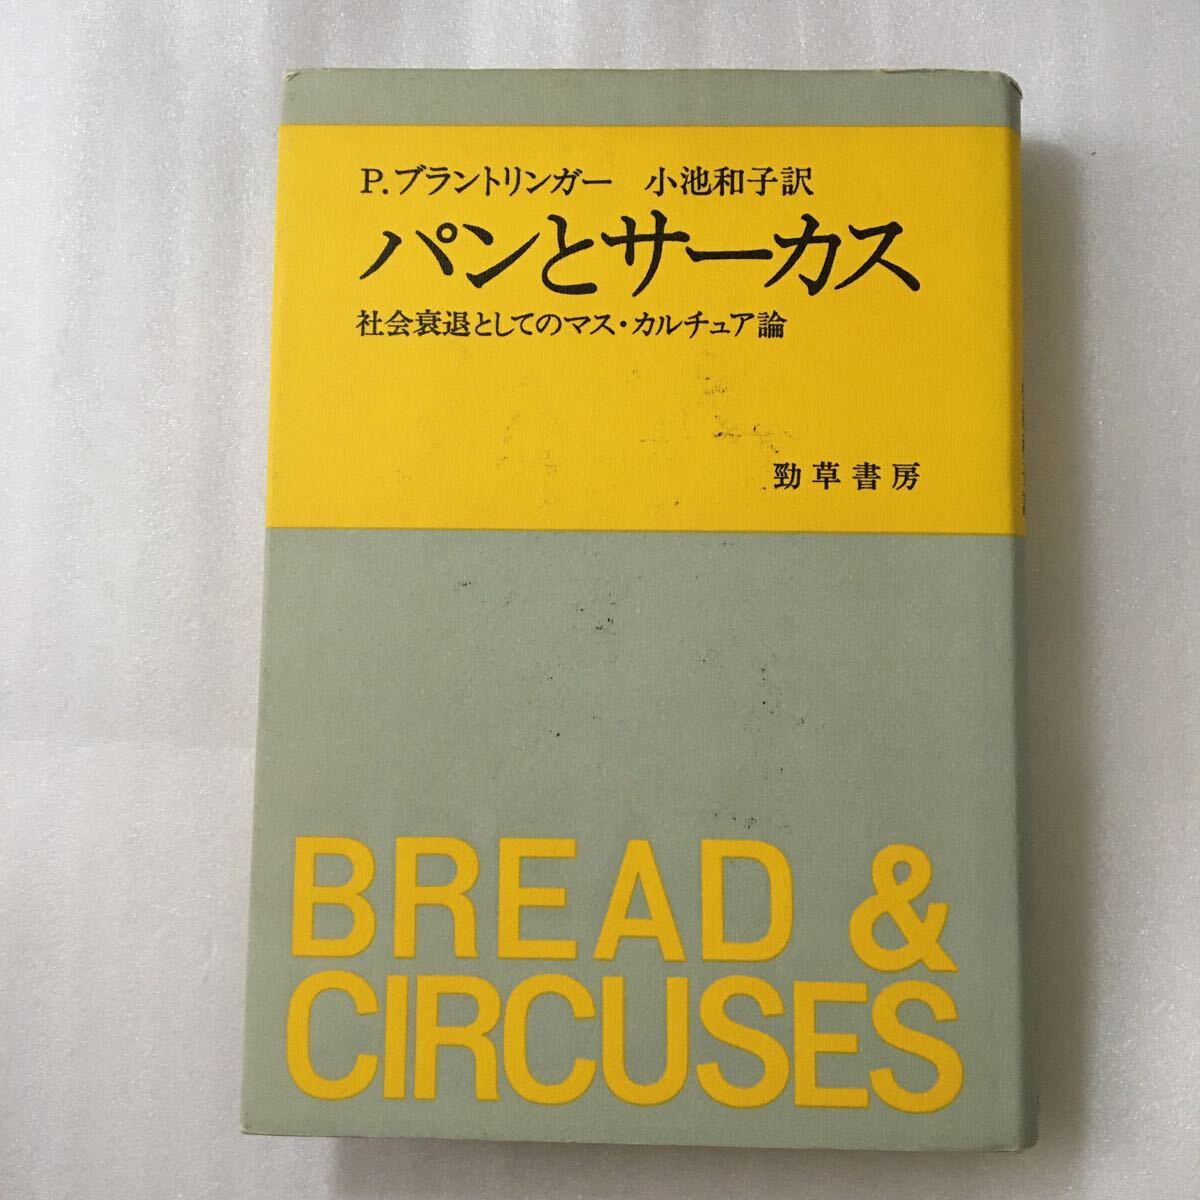 P.ブラントリンガー 小池和子訳
パンとサーカス
社会衰退としてのマス・カルチュア論
勁草書房
BREAD &
CIRCUSES